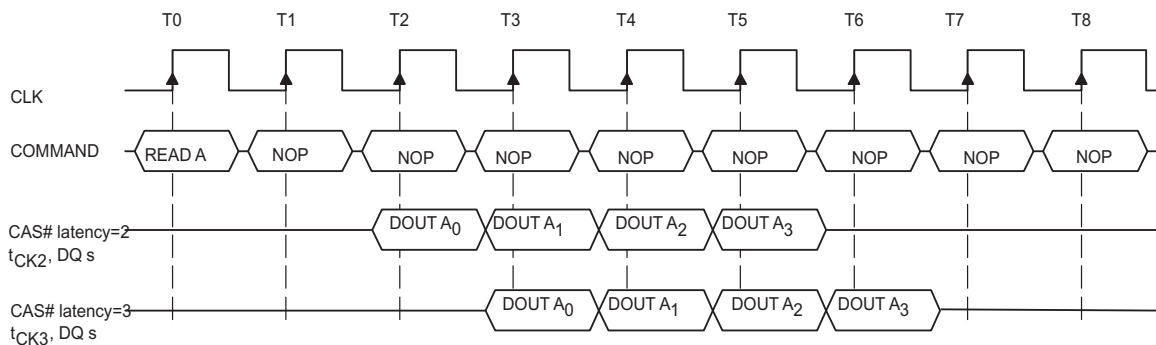 T0 T1 T2 T3 T4 T5 T6 T7 T8
CLK
COMMAND READ A NOP NOP NOP NOP NOP NOP NOP NOP
DOUT A0 DOUT A1 DOUT A2 DOUT A3
CAS# latency=2
tCK2, DQ s
DOUT A0 DOUT A1 DOUT A2 DOUT A3
CAS# latency=3
tCK3, DQ s